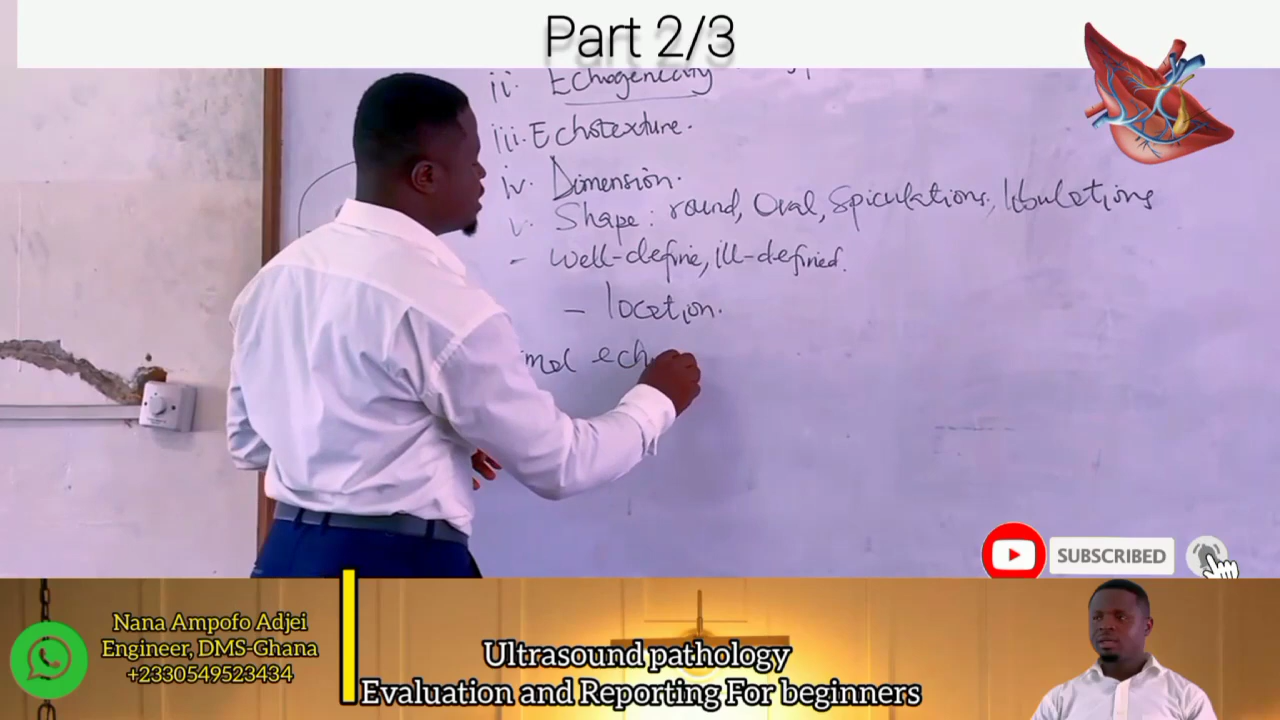 Part 2/3
ii. Echogenicity
iii. Echotexture.
iv. Dimension.
v. Shape: round, Oval, Spiculations, lobulations
- well-define, ill-defined.
- location.
ech
SUBSCRIBED
Nana Ampofo Adjei
Engineer, DMS-Ghana
+2330549523434
Ultrasound pathology
Evaluation and Reporting For beginners